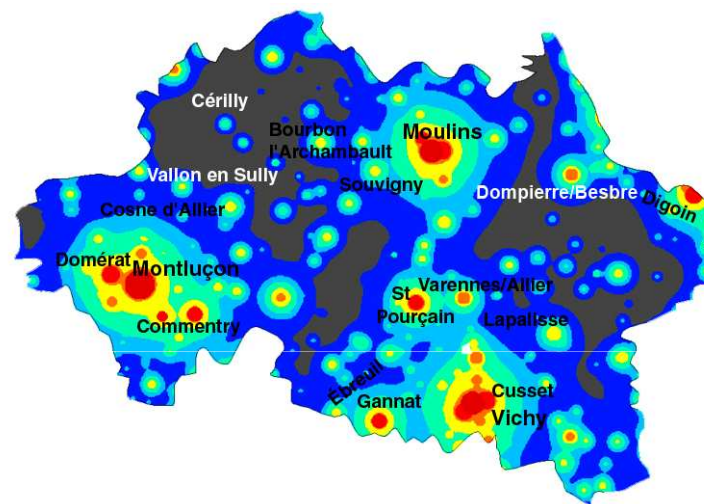 Cérilly
Bourbon
l'Archambault
Moulins
Vallon en Sully
Souvigny
Dompierre/Besbre
Digoin
Cosne d'Allier
Domérat
Montluçon
Commentry
St
Pourçain
Varennes/Allier
Lapalisse
Ébreuil
Gannat
Cusset
Vichy